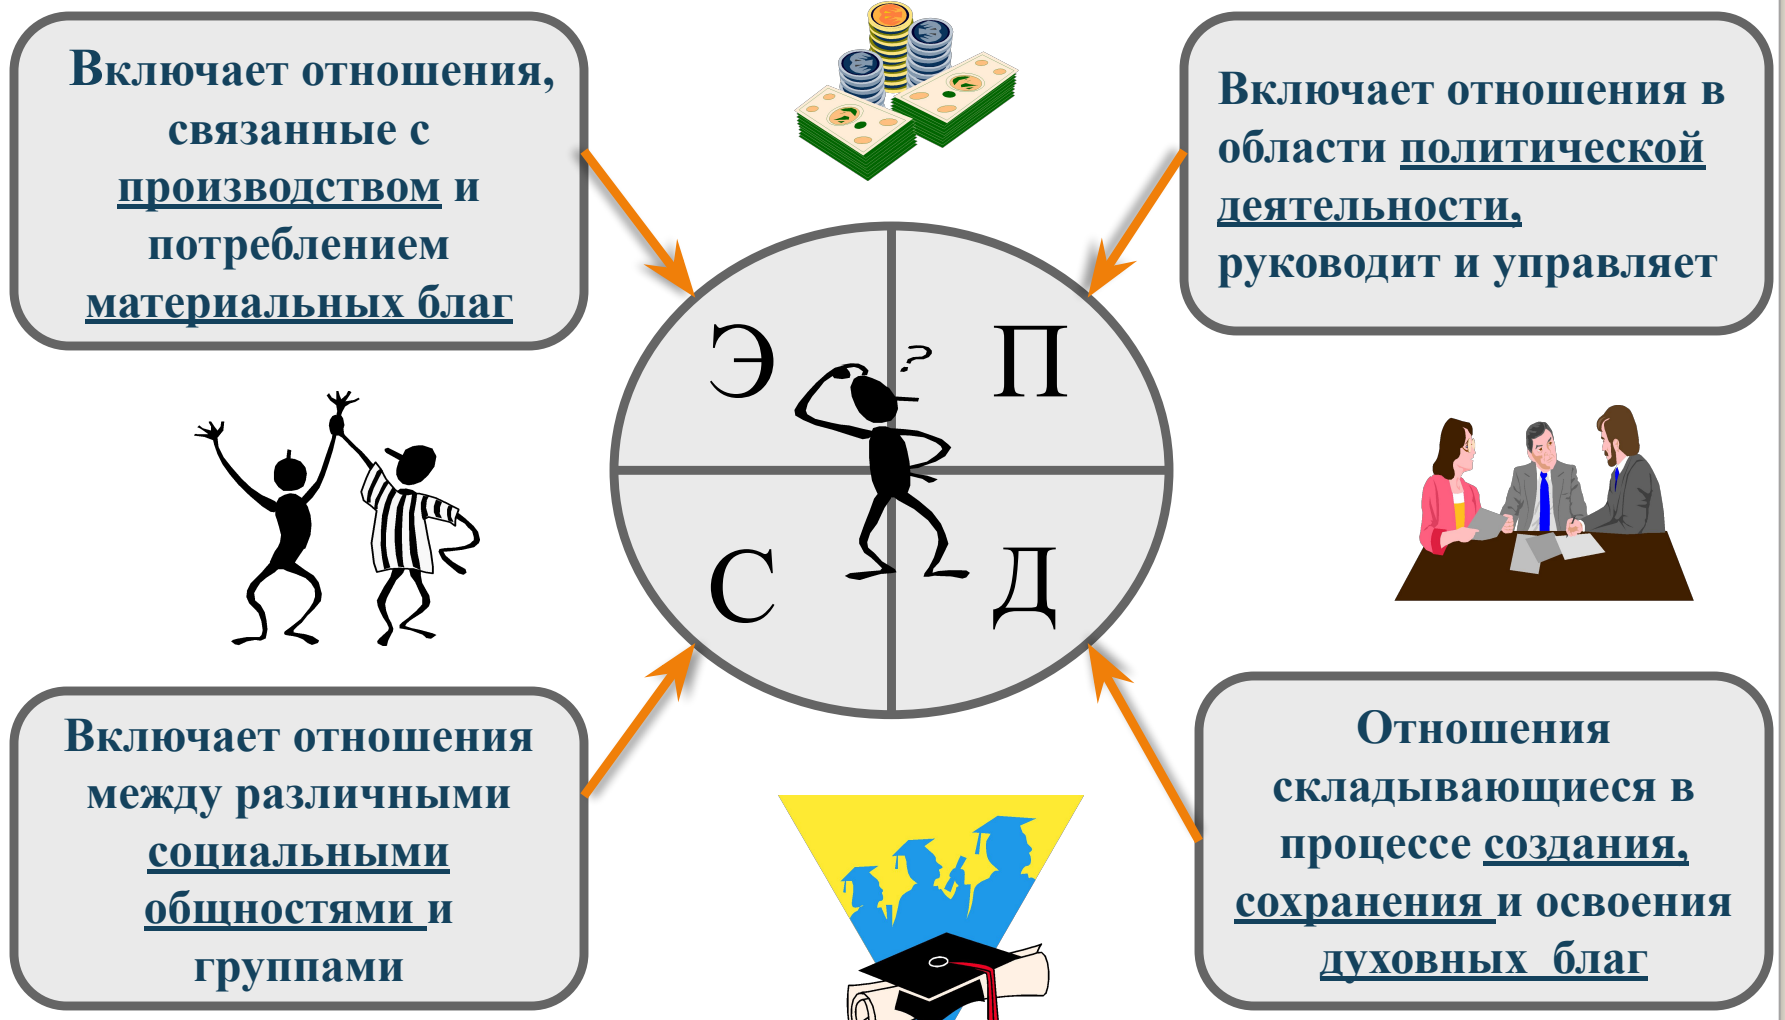 Включает отношения,
связанные с
производством и
потреблением
материальных благ
Включает отношения в
области политической
деятельности,
руководит и управляет
Э
?
П
С
Д
Включает отношения
между различными
социальными
общностями и
группами
Отношения
складывающиеся в
процессе создания,
сохранения и освоения
духовных благ